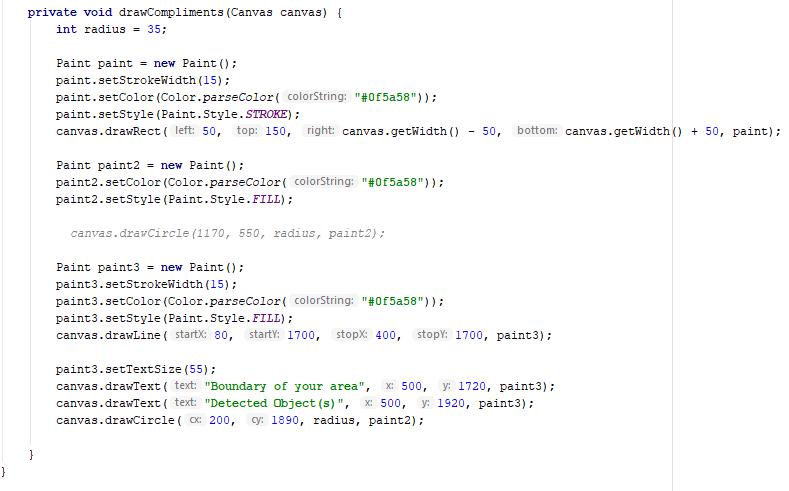 private void drawCompliments(Canvas canvas) {
    int radius = 35;

    Paint paint = new Paint();
    paint.setStrokeWidth(15);
    paint.setColor(Color.parseColor( colorString: "#0f5a58"));
    paint.setStyle(Paint.Style.STROKE);
    canvas.drawRect( left: 50, top: 150, right: canvas.getWidth() - 50, bottom: canvas.getWidth() + 50, paint);

    Paint paint2 = new Paint();
    paint2.setColor(Color.parseColor( colorString: "#0f5a58"));
    paint2.setStyle(Paint.Style.FILL);

      canvas.drawCircle(1170, 550, radius, paint2);

    Paint paint3 = new Paint();
    paint3.setStrokeWidth(15);
    paint3.setColor(Color.parseColor( colorString: "#0f5a58"));
    paint3.setStyle(Paint.Style.FILL);
    canvas.drawLine( startX: 80, startY: 1700, stopX: 400, stopY: 1700, paint3);

    paint3.setTextSize(55);
    canvas.drawText( text: "Boundary of your area", x: 500, y: 1720, paint3);
    canvas.drawText( text: "Detected Object(s)", x: 500, y: 1920, paint3);
    canvas.drawCircle( cx: 200, cy: 1890, radius, paint2);

}
}